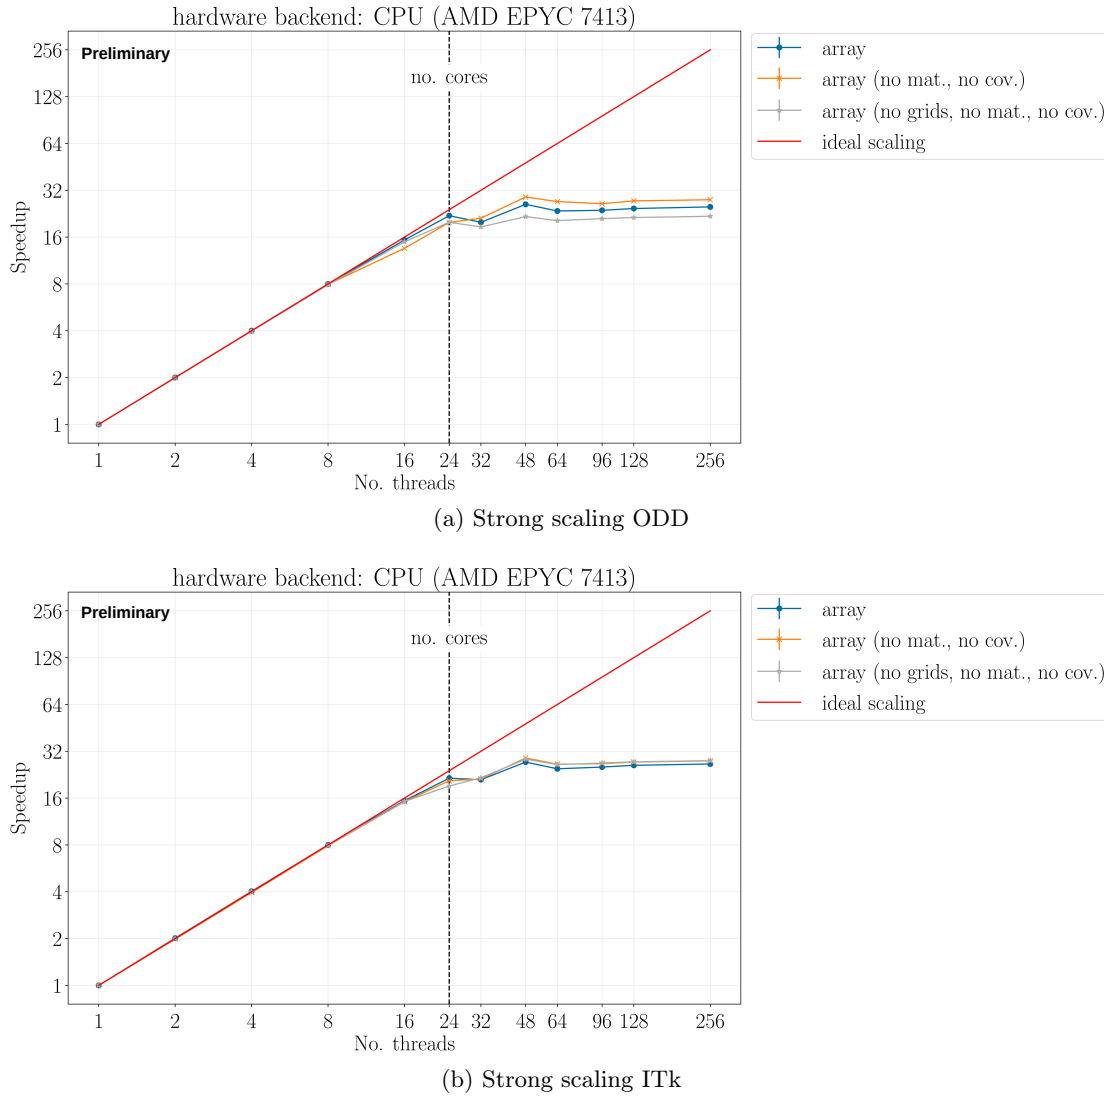 hardware backend: CPU (AMD EPYC 7413)
Preliminary
no. cores
256
128
64
32
16
8
4
2
1
Speedup
1 2 4 8 16 24 32 48 64 96 128 256
No. threads
array
array (no mat., no cov.)
array (no grids, no mat., no cov.)
ideal scaling
(a) Strong scaling ODD
hardware backend: CPU (AMD EPYC 7413)
Preliminary
no. cores
256
128
64
32
16
8
4
2
1
Speedup
1 2 4 8 16 24 32 48 64 96 128 256
No. threads
array
array (no mat., no cov.)
array (no grids, no mat., no cov.)
ideal scaling
(b) Strong scaling ITk